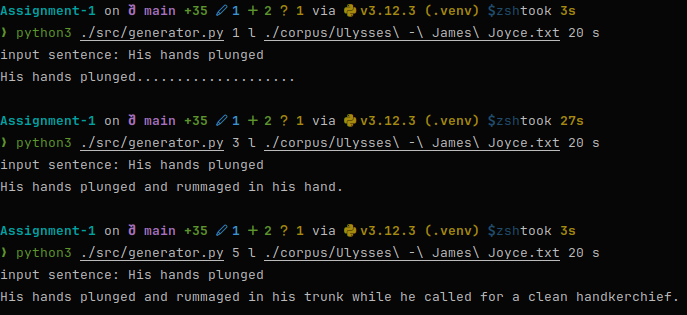 Assignment-1 on ð main +35 🖊 1 + 2 ? 1 via 🐍 v3.12.3 (.venv) $zshtook 3s
❯ python3 ./src/generator.py 1 l ./corpus/Ulysses\ -\ James\ Joyce.txt 20 s
input sentence: His hands plunged
His hands plunged....................
Assignment-1 on ð main +35 🖊 1 + 2 ? 1 via 🐍 v3.12.3 (.venv) $zshtook 27s
❯ python3 ./src/generator.py 3 l ./corpus/Ulysses\ -\ James\ Joyce.txt 20 s
input sentence: His hands plunged
His hands plunged and rummaged in his hand.
Assignment-1 on ð main +35 🖊 1 + 2 ? 1 via 🐍 v3.12.3 (.venv) $zshtook 3s
❯ python3 ./src/generator.py 5 l ./corpus/Ulysses\ -\ James\ Joyce.txt 20 s
input sentence: His hands plunged
His hands plunged and rummaged in his trunk while he called for a clean handkerchief.